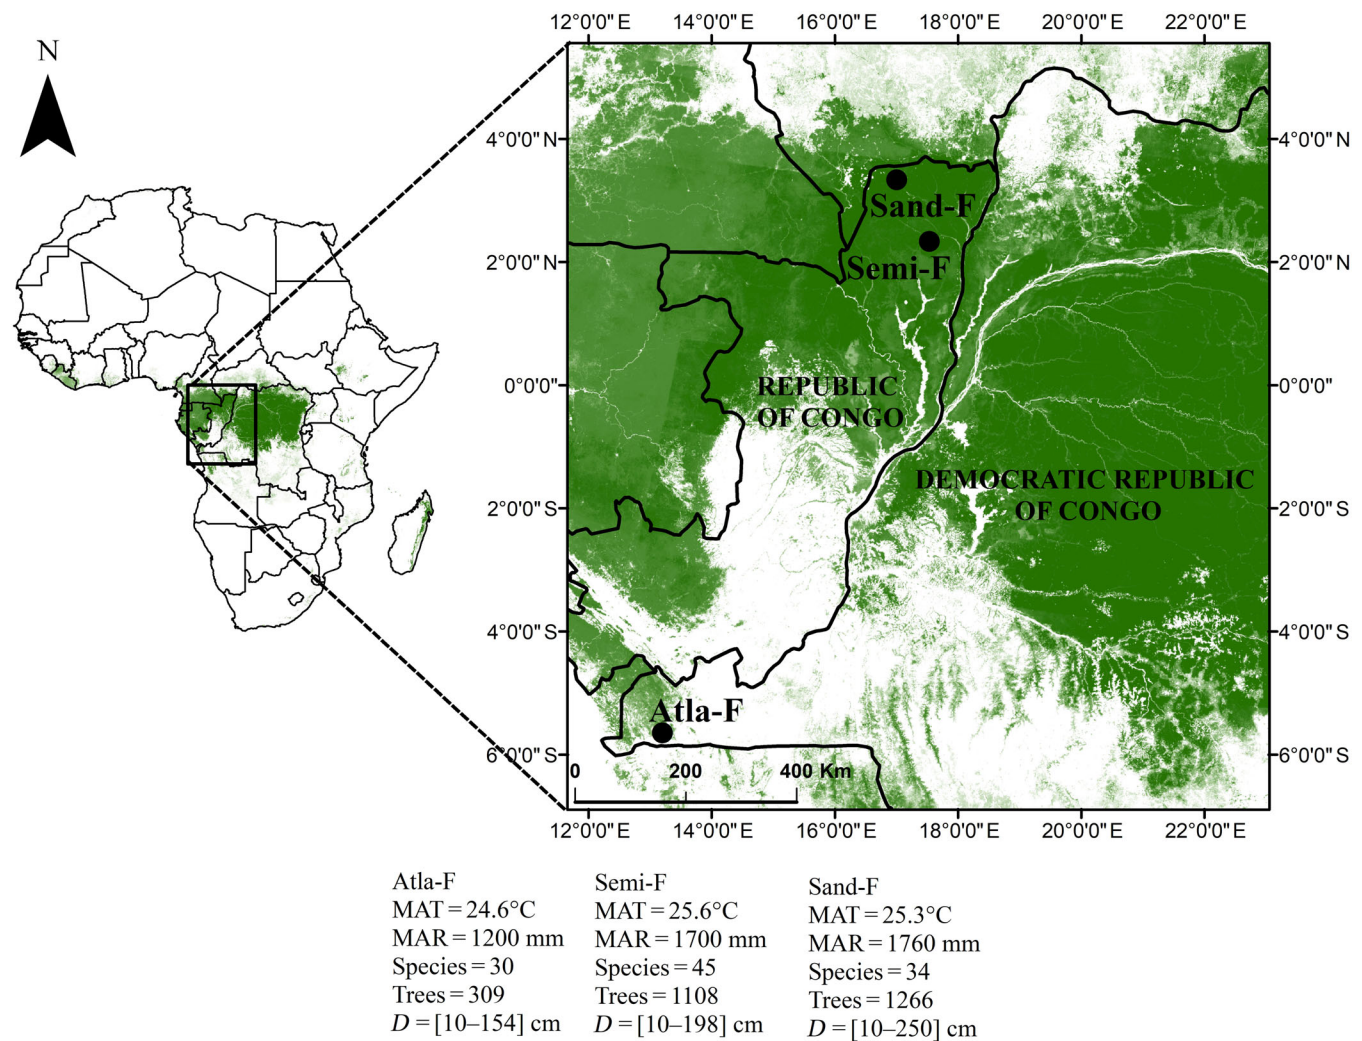 12°0'0"E 14°0'0"E 16°0'0"E 18°0'0"E 20°0'0"E 22°0'0"E
N
4°0'0"N 4°0'0"N
Sand-F
Semi-F
2°0'0"N 2°0'0"N
0°0'0" 0°0'0"
REPUBLIC
OF CONGO
DEMOCRATIC REPUBLIC
OF CONGO
2°0'0"S 2°0'0"S
4°0'0"S 4°0'0"S
Atla-F
6°0'0"S 6°0'0"S
0 200 400 Km
12°0'0"E 14°0'0"E 16°0'0"E 18°0'0"E 20°0'0"E 22°0'0"E
Atla-F
MAT = 24.6°C
MAR = 1200 mm
Species = 30
Trees = 309
D = [10–154] cm
Semi-F
MAT = 25.6°C
MAR = 1700 mm
Species = 45
Trees = 1108
D = [10–198] cm
Sand-F
MAT = 25.3°C
MAR = 1760 mm
Species = 34
Trees = 1266
D = [10–250] cm